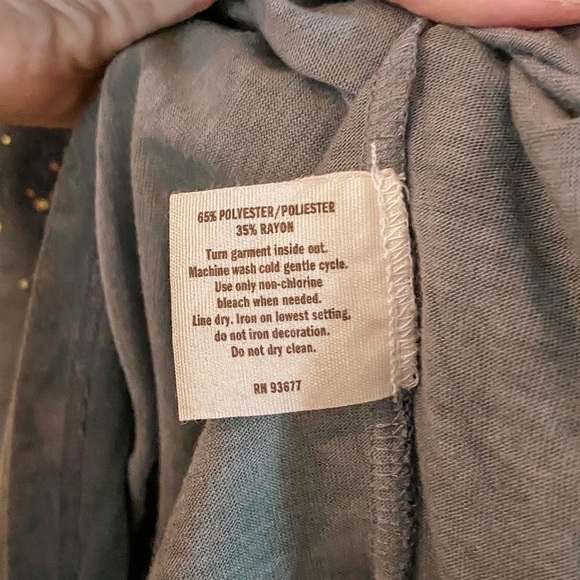 65% POLYESTER/POLIESTER
35% RAYON
Turn garment inside out.
Machine wash cold gentle cycle.
Use only non-chlorine
bleach when needed.
Line dry. Iron on lowest setting,
do not iron decoration.
Do not dry clean.
RN 93677